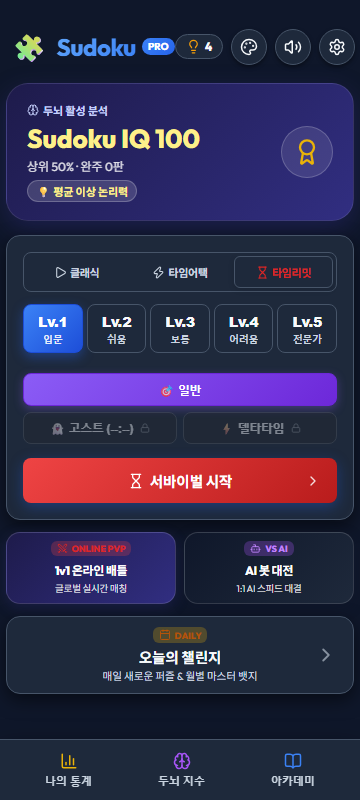 Sudoku PRO 4
두뇌 활성 분석
Sudoku IQ 100
상위 50% · 완주 0판
평균 이상 논리력
클래식 타임어택 타임리밋
Lv.1 Lv.2 Lv.3 Lv.4 Lv.5
입문 쉬움 보통 어려움 전문가
일반
고스트 (--:--) 델타타임
서바이벌 시작
ONLINE PVP VS AI
1v1 온라인 배틀 AI 봇 대전
글로벌 실시간 매칭 1:1 AI 스피드 대결
DAILY
오늘의 챌린지
매일 새로운 퍼즐 & 월별 마스터 뱃지
나의 통계 두뇌 지수 아카데미